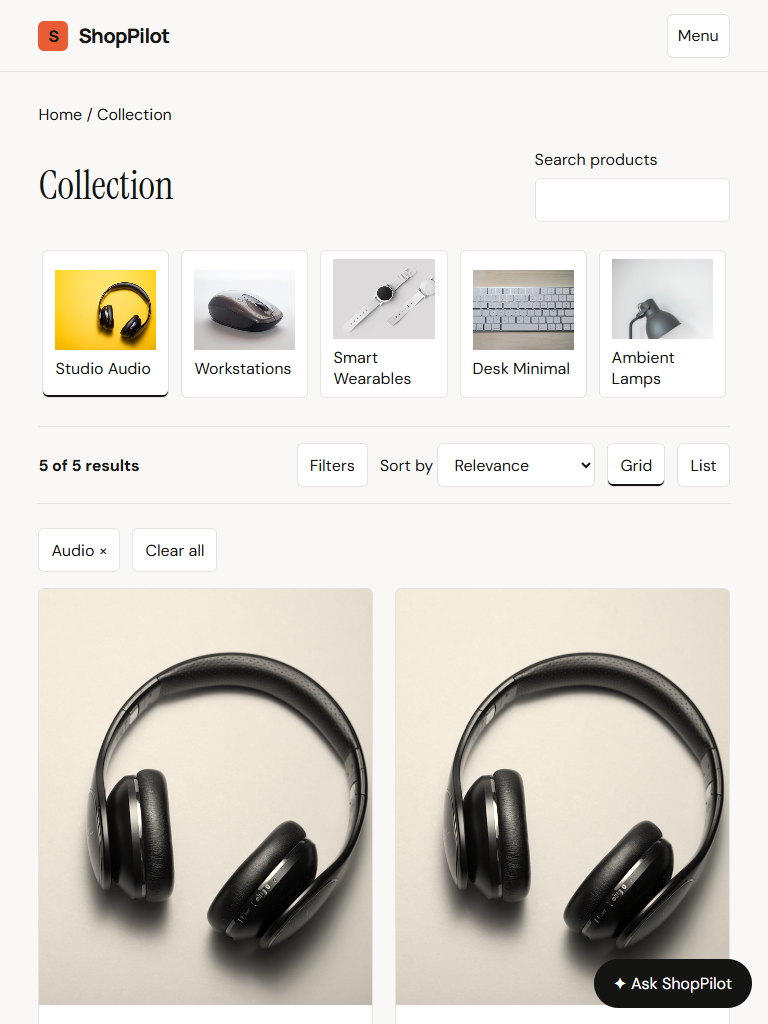 S ShopPilot
Menu
Home / Collection
Collection
Search products
Studio Audio
Workstations
Smart
Wearables
Desk Minimal
Ambient
Lamps
5 of 5 results
Filters
Sort by
Relevance
Grid
List
Audio ×
Clear all
✦ Ask ShopPilot